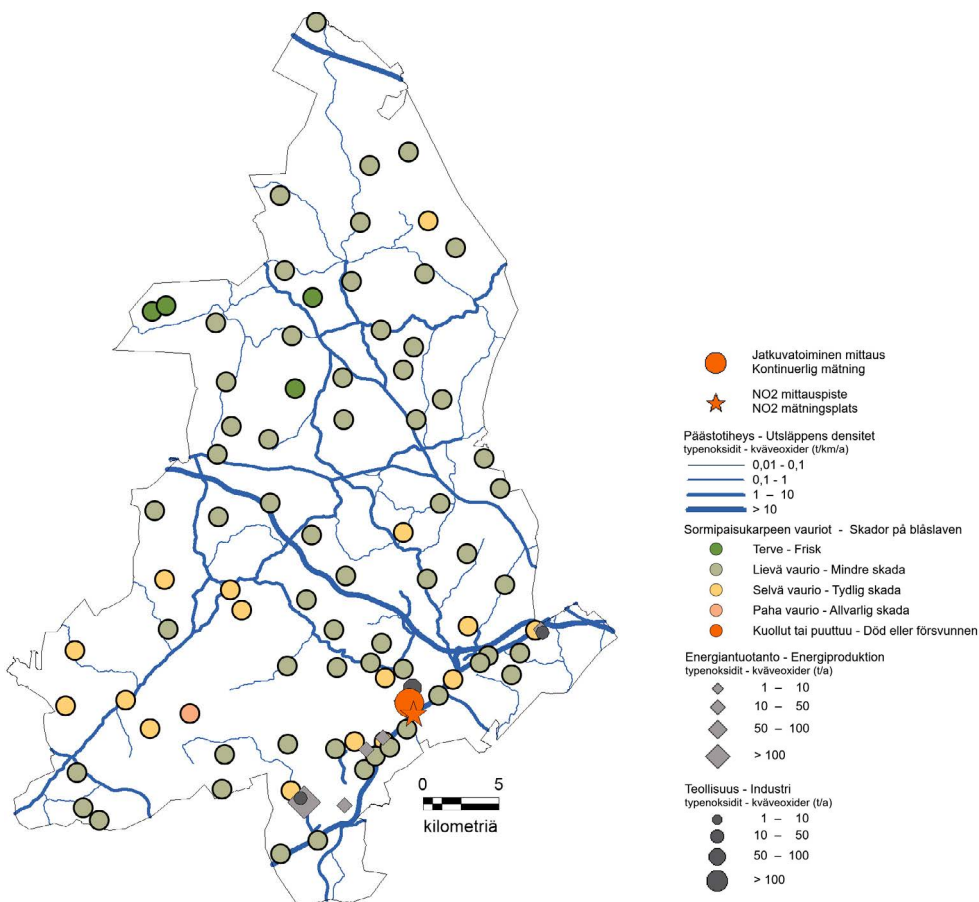 Jatkuvatoiminen mittaus
Kontinuerlig mätning
NO2 mittauspiste
NO2 mätningsplats
Päästotiheys - Utsläppens densitet
typenoksidit - kväveoxider (t/km/a)
0,01 - 0,1
0,1 - 1
1 – 10
> 10
Sormipaisukarpeen vauriot - Skador på blåslaven
Terve - Frisk
Lievä vaurio - Mindre skada
Selvä vaurio - Tydlig skada
Paha vaurio - Allvarlig skada
Kuollut tai puuttuu - Död eller försvunnen
Energiantuotanto - Energiproduktion
typenoksidit - kväveoxider (t/a)
1 – 10
10 – 50
50 – 100
> 100
Teollisuus - Industri
typenoksidit - kväveoxider (t/a)
1 – 10
10 – 50
50 – 100
> 100
0 5
kilometriä